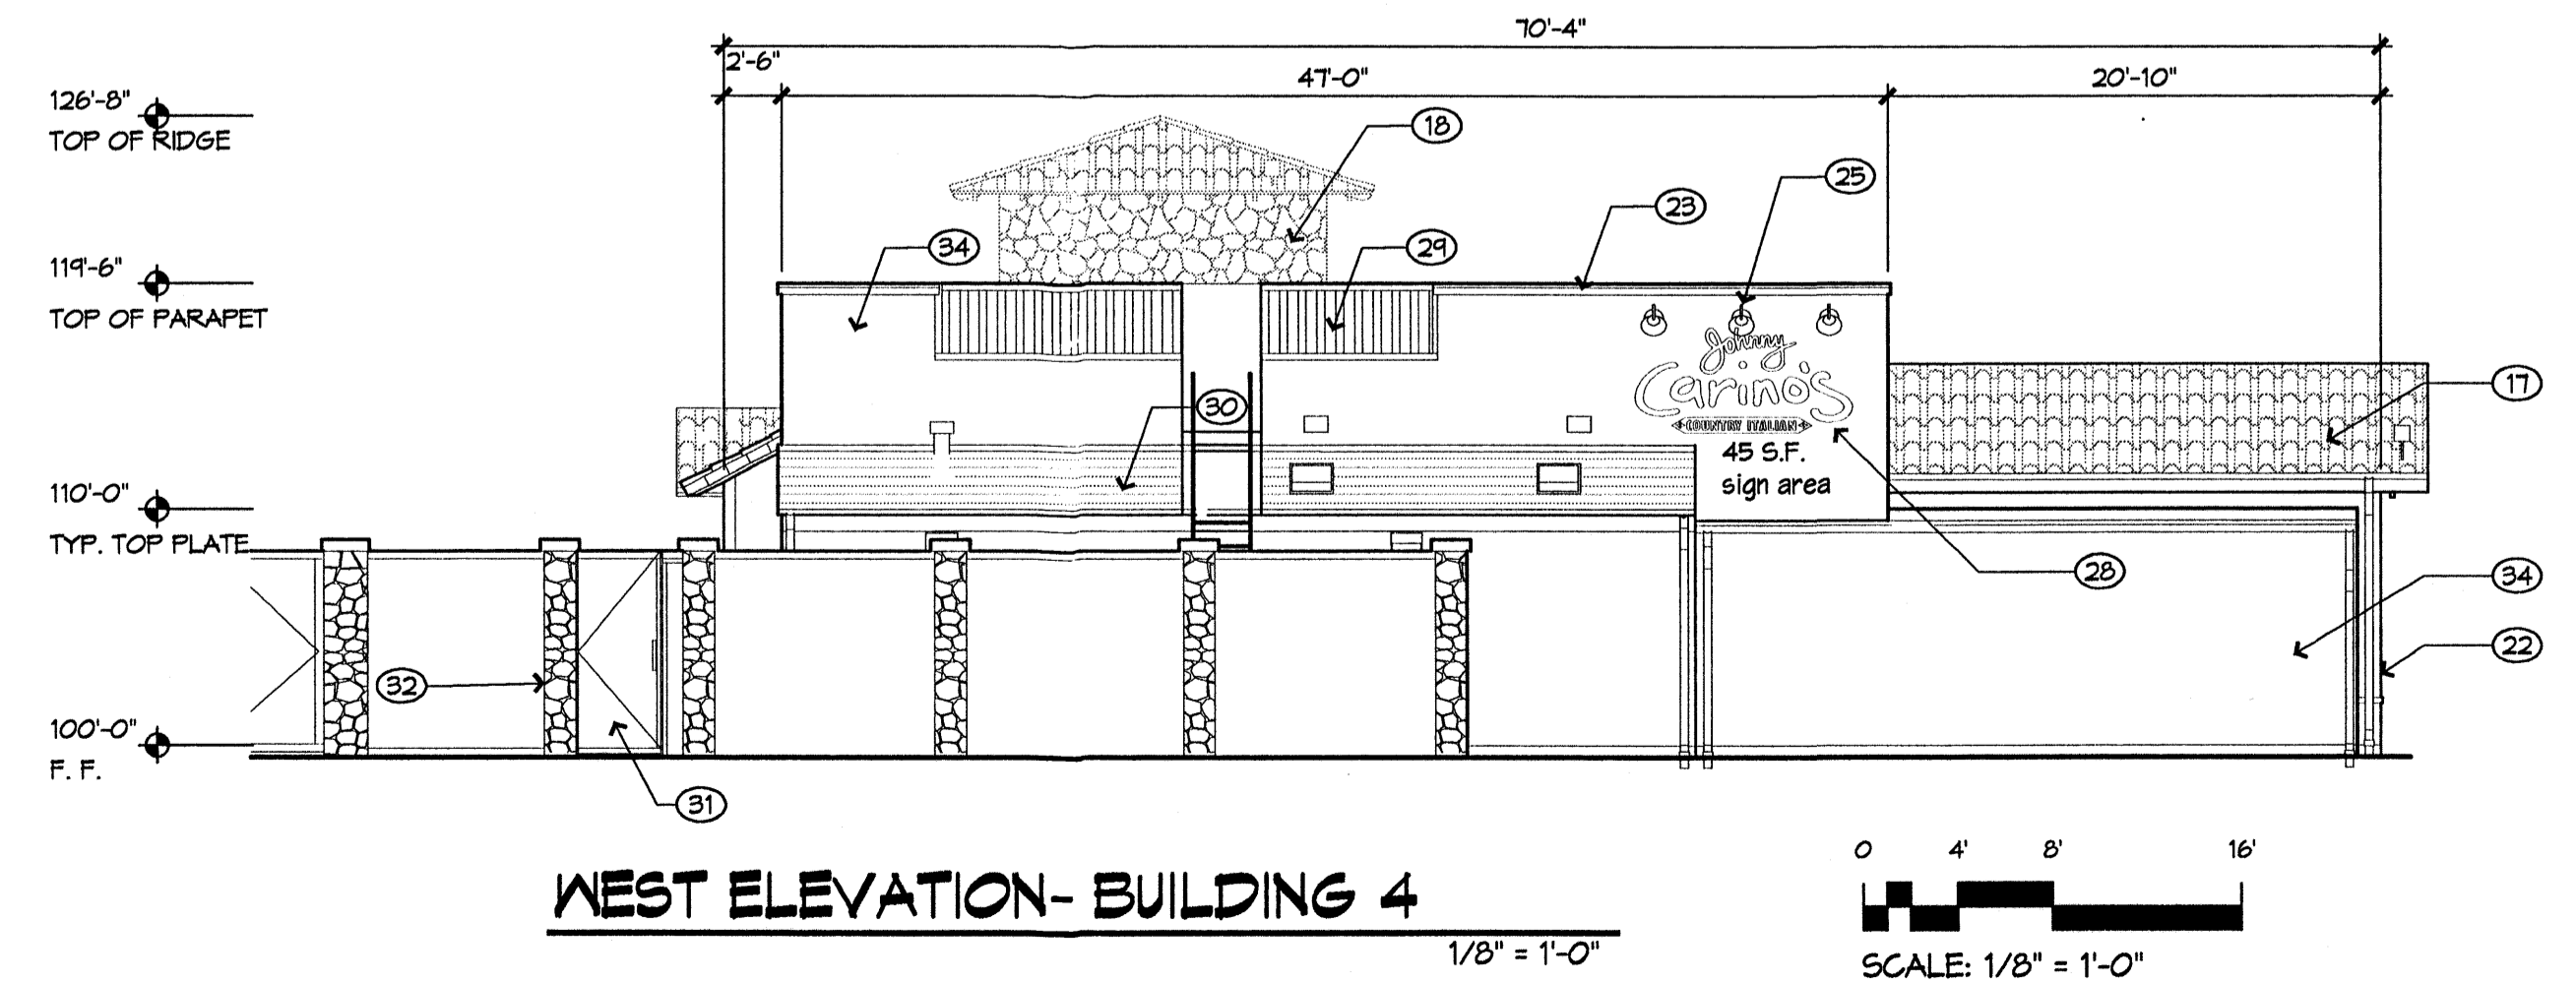 70'-4"
2'-6"
47'-0"
20'-10"
126'-8"
TOP OF RIDGE
18
25
23
34
29
119'-6"
TOP OF PARAPET
Johnny
Carino's
COUNTRY ITALIAN
17
30
45 S.F.
sign area
110'-0"
TYP. TOP PLATE
28
34
22
32
100'-0"
F. F.
31
WEST ELEVATION- BUILDING 4
1/8" = 1'-0"
0 4' 8' 16'
SCALE: 1/8" = 1'-0"